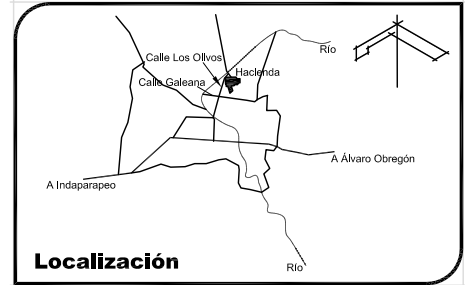 Río
Calle Los Olivos
Hacienda
Calle Galeana
A Álvaro Obregón
A Indaparapeo
Localización
Río